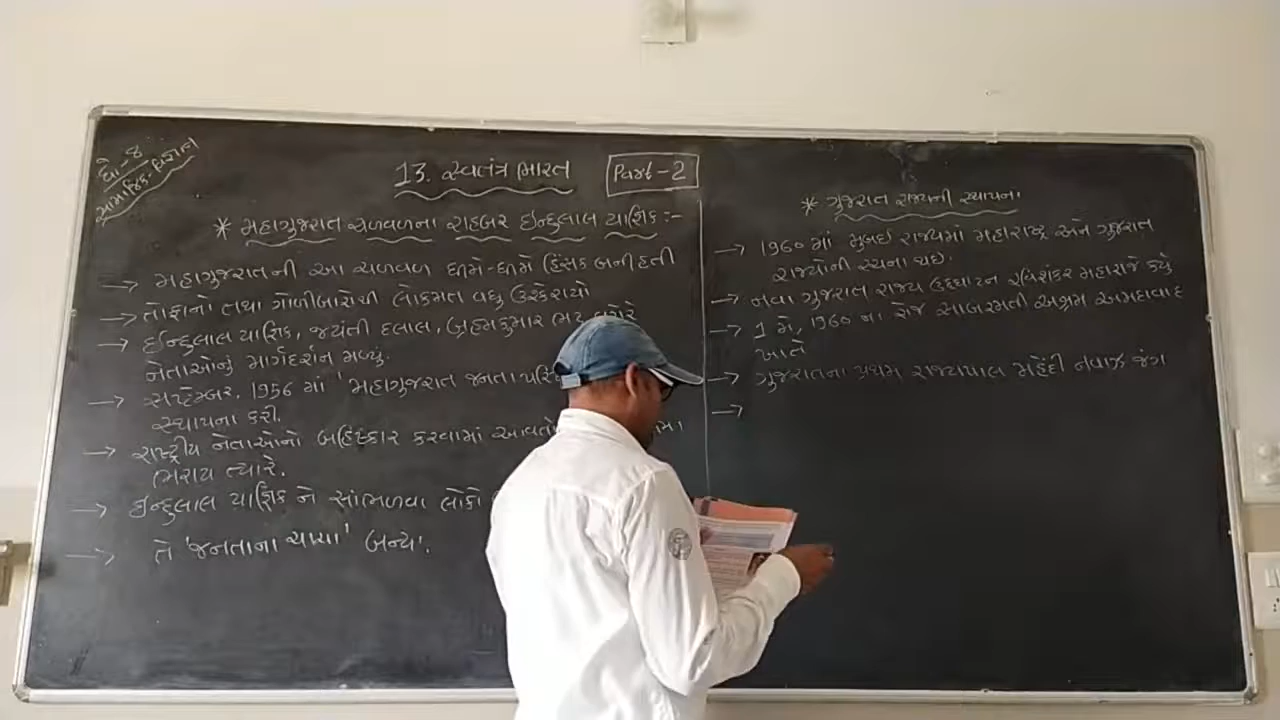 ધો-૪
સામાજિક-વિજ્ઞાન
13. સ્વતંત્ર ભારત
Part-2
* મહાગુજરાત ચળવળના રાહબર ઈન્દુલાલ યાજ્ઞિક :-
→ મહાગુજરાતની આ ચળવળ ધીમે-ધીમે હિંસક બની હતી
→ તોફાનો તથા ગોળીબારોથી લોકમત વધુ ઉશ્કેરાયો
→ ઈન્દુલાલ યાજ્ઞિક, જયંતી દલાલ, બ્રહ્મકુમાર ભટ્ટ વગેરે
નેતાઓનું માર્ગદર્શન મળ્યું.
→ સપ્ટેમ્બર, 1956 માં 'મહાગુજરાત જનતા
સ્થાપના કરી.
→ રાષ્ટ્રીય નેતાઓનો બહિષ્કાર કરવામાં
ભરાય ત્યારે.
→ ઈન્દુલાલ યાજ્ઞિક ને સાંભળવા લોકો
→ તે 'જનતાના ચાચા' બન્યા.
* ગુજરાત રાજ્યની સ્થાપના
→ 1960 માં મુંબઈ રાજ્યમાં મહારાષ્ટ્ર અને ગુજરાત
રાજ્યોની રચના થઇ.
→ નવા ગુજરાત રાજ્ય ઉદઘાટન રવિશંકર મહારાજે કર્યું
→ 1 મે, 1960 ના રોજ સાબરમતી આશ્રમ અમદાવાદ
ખાતે
→ ગુજરાતના પ્રથમ રાજ્યપાલ મહેંદી નવાઝ જંગ
→